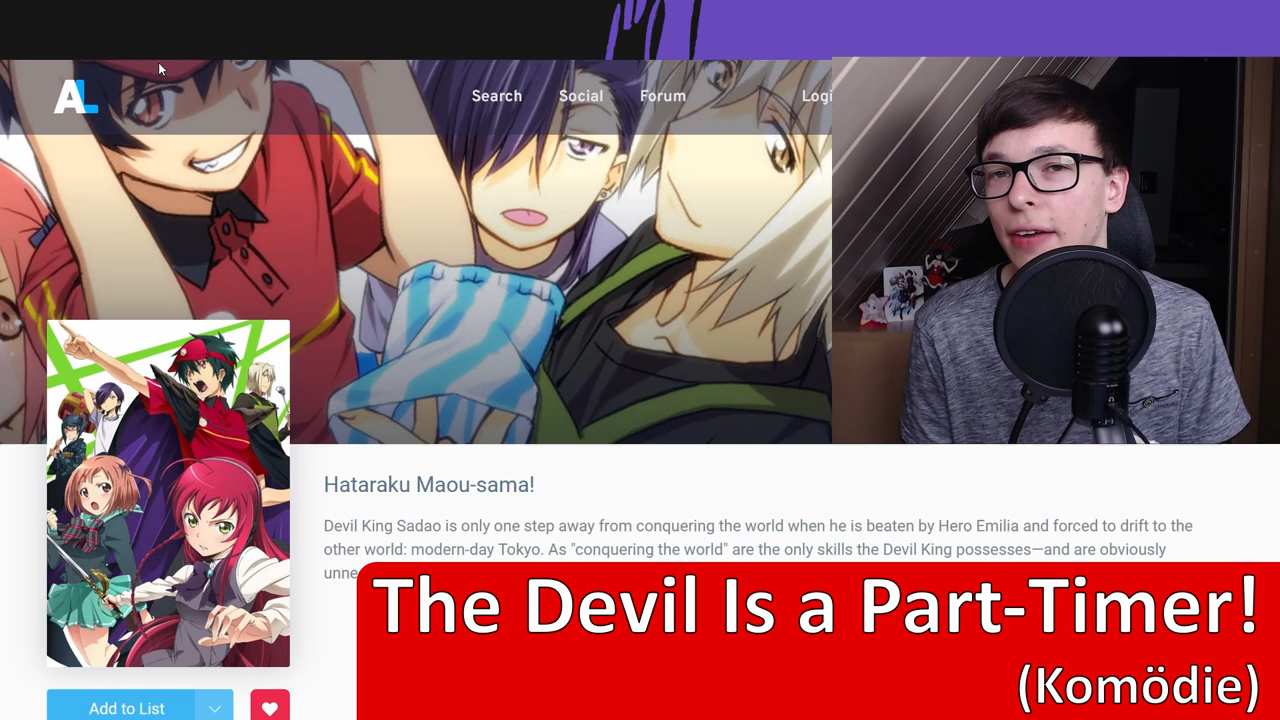 AL
Search Social Forum Logi
Hataraku Maou-sama!
Devil King Sadao is only one step away from conquering the world when he is beaten by Hero Emilia and forced to drift to the
other world: modern-day Tokyo. As "conquering the world" are the only skills the Devil King possesses—and are obviously
unne
The Devil Is a Part-Timer!
(Komödie)
Add to List